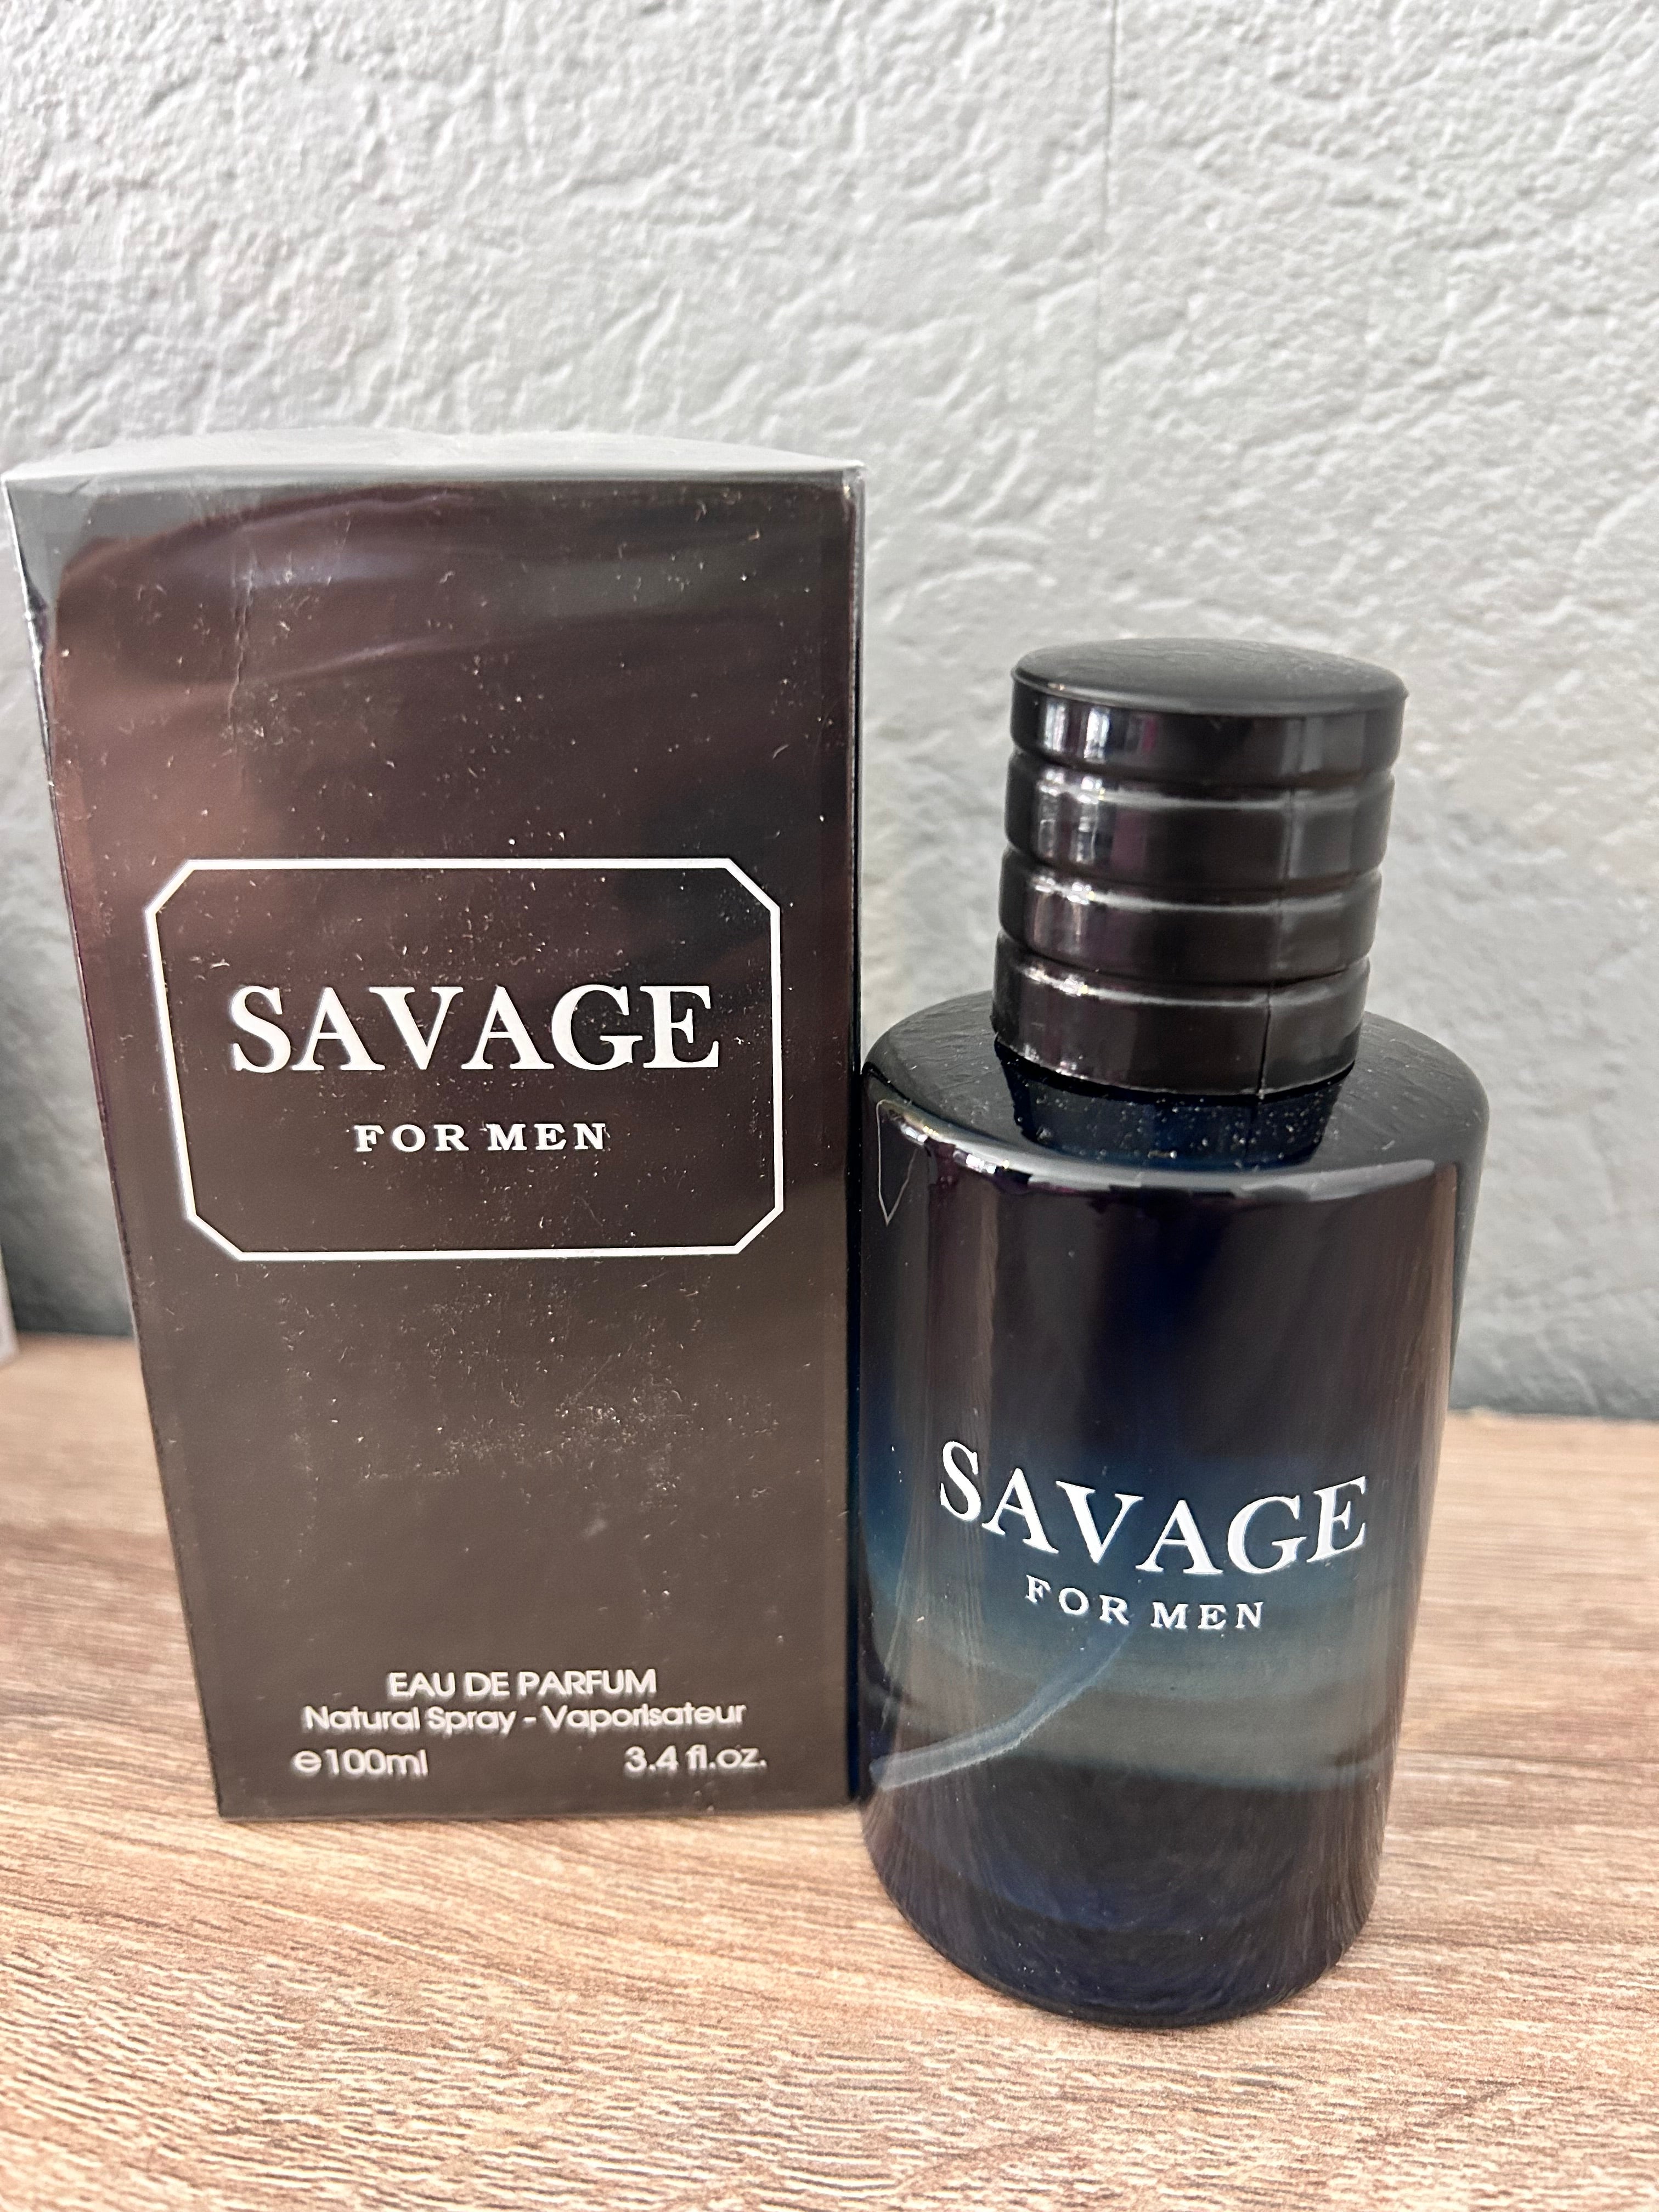 SAVAGE
FOR MEN
EAU DE PARFUM
Natural Spray - Vaporisateur
℮100ml 3.4 fl.oz.
SAVAGE
FOR MEN